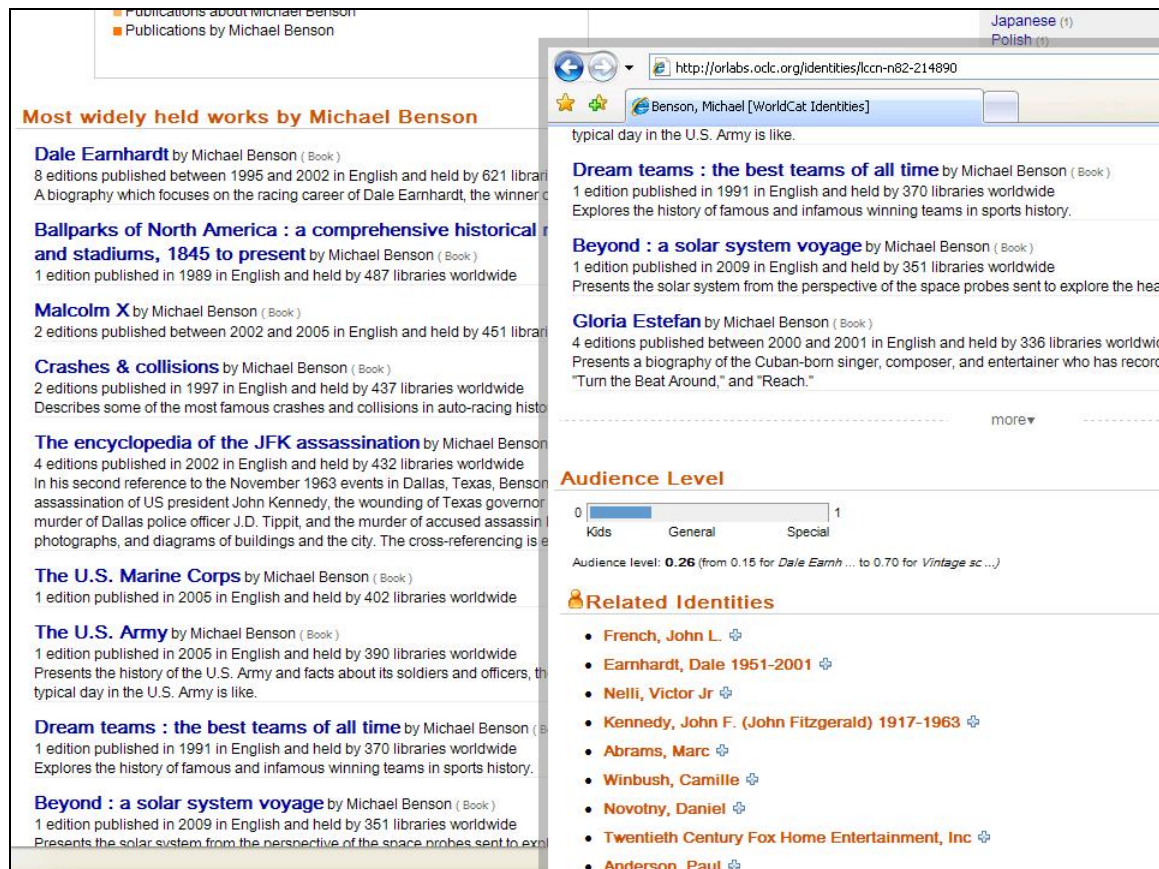 Publications about Michael Benson
Publications by Michael Benson
Most widely held works by Michael Benson
Dale Earnhardt by Michael Benson ( Book )
8 editions published between 1995 and 2002 in English and held by 621
A biography which focuses on the racing career of Dale Earnhardt, the winner
Ballparks of North America : a comprehensive historical
and stadiums, 1845 to present by Michael Benson ( Book )
1 edition published in 1989 in English and held by 487 libraries worldwide
Malcolm X by Michael Benson ( Book )
2 editions published between 2002 and 2005 in English and held by 451
Crashes & collisions by Michael Benson ( Book )
2 editions published in 1997 in English and held by 437 libraries worldwide
Describes some of the most famous crashes and collisions in auto-racing
The encyclopedia of the JFK assassination by Michael Benson
4 editions published in 2002 in English and held by 432 libraries worldwide
In his second reference to the November 1963 events in Dallas, Texas, Benson
assassination of US president John Kennedy, the wounding of Texas governor
murder of Dallas police officer J.D. Tippit, and the murder of accused assassin
photographs, and diagrams of buildings and the city. The cross-referencing is
The U.S. Marine Corps by Michael Benson ( Book )
1 edition published in 2005 in English and held by 402 libraries worldwide
The U.S. Army by Michael Benson ( Book )
1 edition published in 2005 in English and held by 390 libraries worldwide
Presents the history of the U.S. Army and facts about its soldiers and officers,
typical day in the U.S. Army is like.
Dream teams : the best teams of all time by Michael Benson
1 edition published in 1991 in English and held by 370 libraries worldwide
Explores the history of famous and infamous winning teams in sports history.
Beyond : a solar system voyage by Michael Benson ( Book )
1 edition published in 2009 in English and held by 351 libraries worldwide
Presents the solar system from the perspective of the space probes sent to
Japanese (1)
Polish (1)
http://orlabs.oclc.org/identities/lccn-n82-214890
Benson, Michael [WorldCat Identities]
typical day in the U.S. Army is like.
Dream teams : the best teams of all time by Michael Benson ( Book )
1 edition published in 1991 in English and held by 370 libraries worldwide
Explores the history of famous and infamous winning teams in sports history.
Beyond : a solar system voyage by Michael Benson ( Book )
1 edition published in 2009 in English and held by 351 libraries worldwide
Presents the solar system from the perspective of the space probes sent to explore the
Gloria Estefan by Michael Benson ( Book )
4 editions published between 2000 and 2001 in English and held by 336 libraries
Presents a biography of the Cuban-born singer, composer, and entertainer who has
"Turn the Beat Around," and "Reach."
more▾
Audience Level
0 1
Kids General Special
Audience level: 0.26 (from 0.15 for Dale Earnh ... to 0.70 for Vintage sc ...)
Related Identities
French, John L.
Earnhardt, Dale 1951-2001
Nelli, Victor Jr
Kennedy, John F. (John Fitzgerald) 1917-1963
Abrams, Marc
Winbush, Camille
Novotny, Daniel
Twentieth Century Fox Home Entertainment, Inc
Anderson, Paul